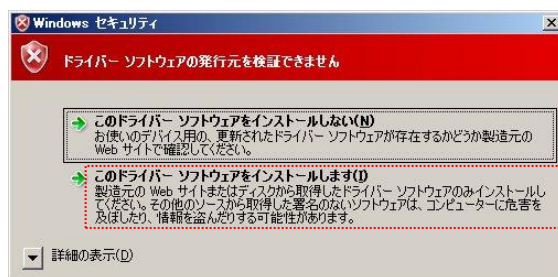 Windows セキュリティ
ドライバー ソフトウェアの発行元を検証できません
このドライバー ソフトウェアをインストールしない(N)
お使いのデバイス用の、更新されたドライバー ソフトウェアが存在するかどうか製造元の
Web サイトで確認してください。
このドライバー ソフトウェアをインストールします(I)
製造元の Web サイトまたはディスクから取得したドライバー ソフトウェアのみインストールし
てください。その他のソースから取得した署名のないソフトウェアは、コンピューターに危害を
及ぼしたり、情報を盗んだりする可能性があります。
詳細の表示(D)